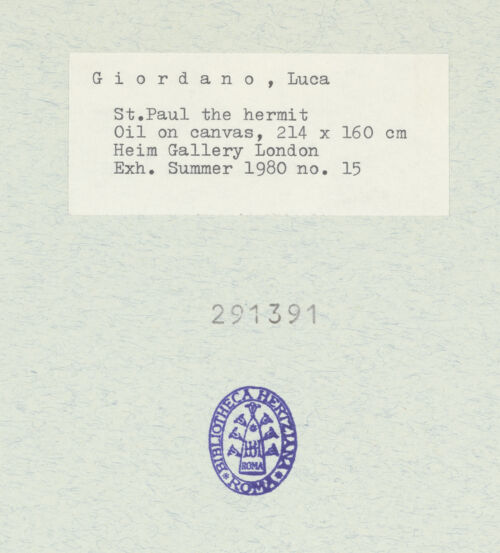 G i o r d a n o , Luca
St.Paul the hermit
Oil on canvas, 214 x 160 cm
Heim Gallery London
Exh. Summer 1980 no. 15
291391
BIBLIOTHECA HERTZIANA
ROMA
ROMA